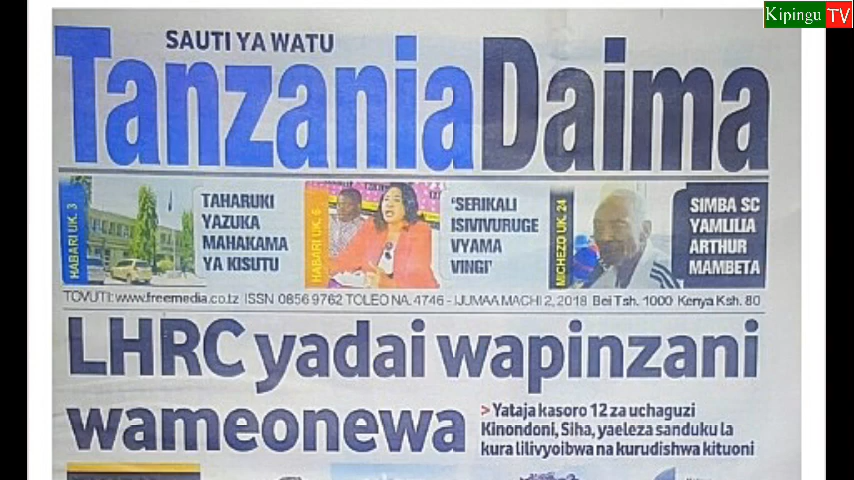 Kipingu TV
SAUTI YA WATU
TanzaniaDaima
HABARI UK. 3
TAHARUKI
YAZUKA
MAHAKAMA
YA KISUTU
HABARI UK. 6
'SERIKALI
ISIVIVURUGE
VYAMA
VINGI'
MICHEZO UK. 24
SIMBA SC
YAMLILIA
ARTHUR
MAMBETA
TOVUTI: www.freemedia.co.tz ISSN 0856 9762 TOLEO NA. 4746 - IJUMAA MACHI 2, 2018 Bei Tsh. 1000 Kenya Ksh. 80
LHRC yadai wapinzani
wameonewa
>Yataja kasoro 12 za uchaguzi
Kinondoni, Siha, yaeleza sanduku la
kura lilivyoibwa na kurudishwa kituoni